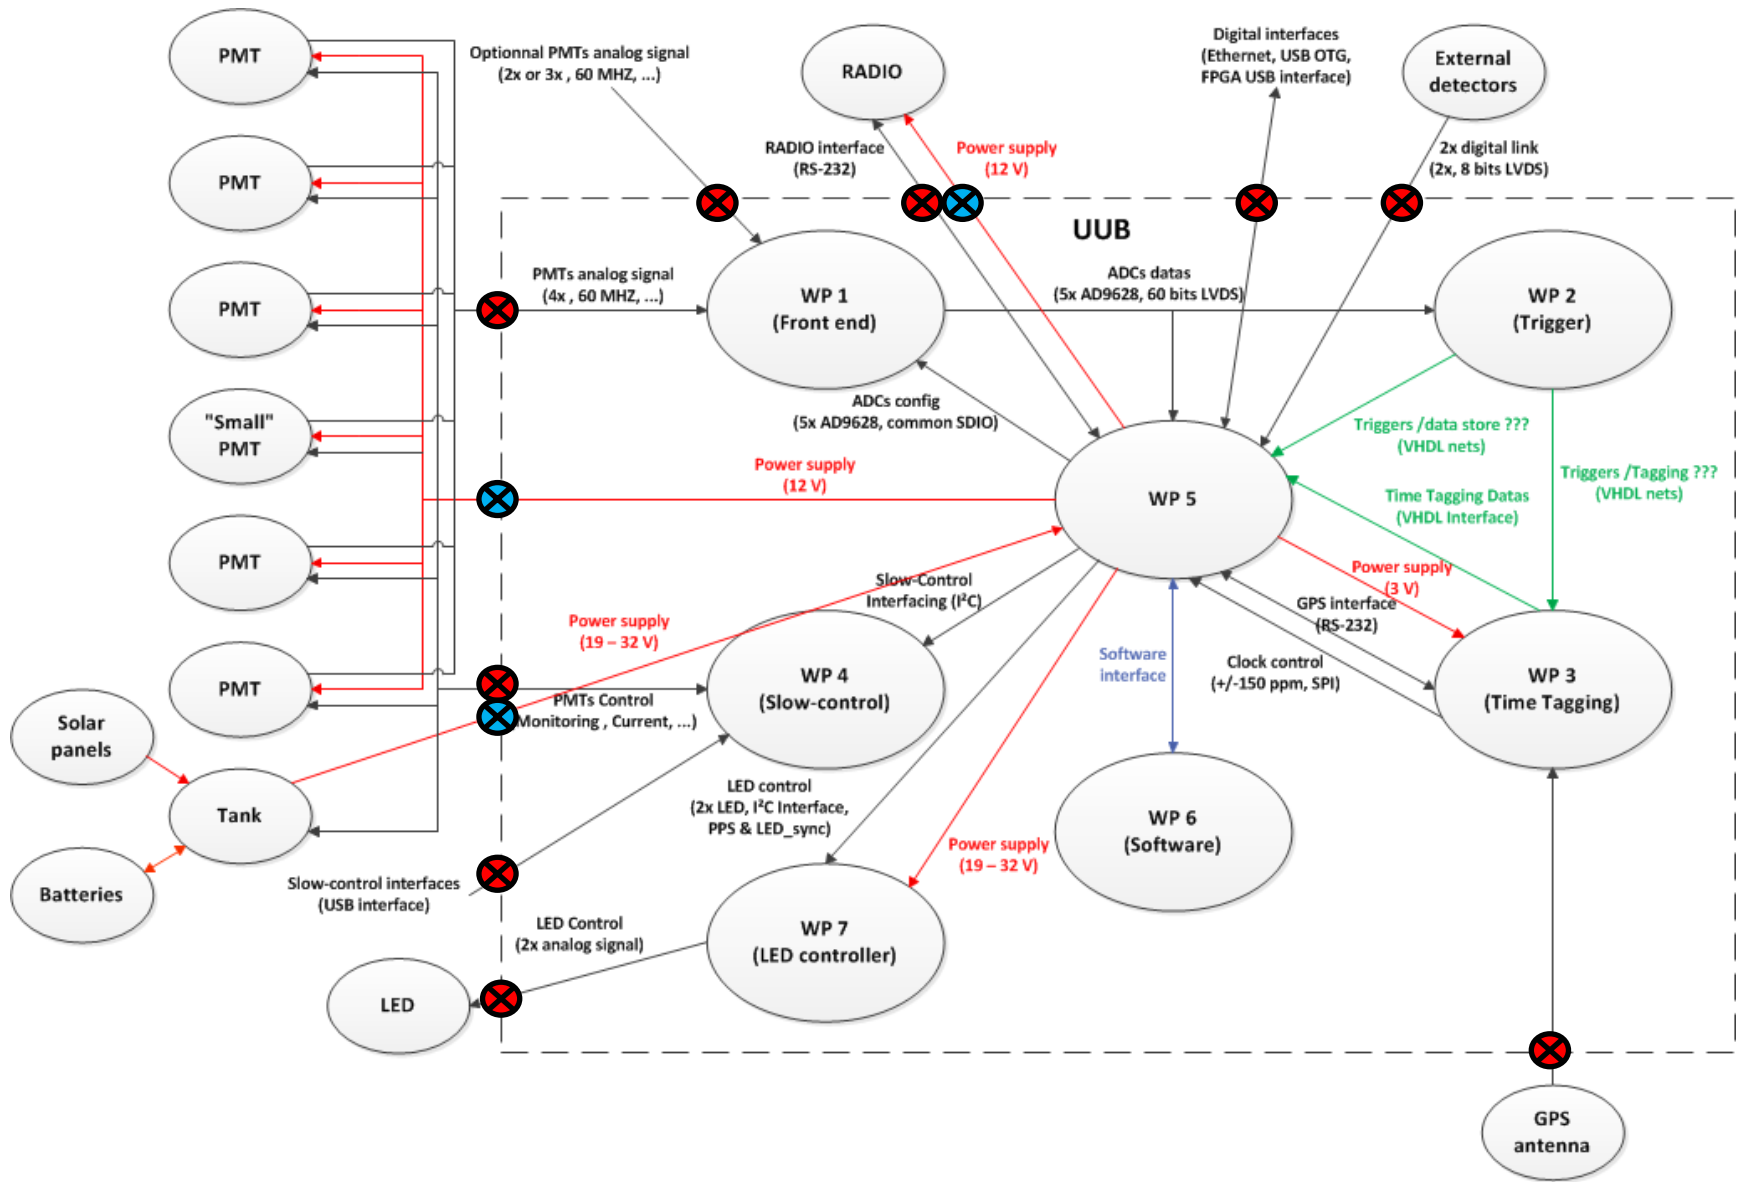 PMT
Optionnal PMTs analog signal
(2x or 3x , 60 MHZ, ...)
RADIO
Digital interfaces
(Ethernet, USB OTG,
FPGA USB interface)
External
detectors
RADIO interface
(RS-232)
Power supply
(12 V)
2x digital link
(2x, 8 bits LVDS)
PMT
UUB
PMT
PMTs analog signal
(4x , 60 MHZ, ...)
WP 1
(Front end)
ADCs datas
(5x AD9628, 60 bits LVDS)
WP 2
(Trigger)
"Small"
PMT
ADCs config
(5x AD9628, common SDIO)
Triggers /data store ???
(VHDL nets)
Triggers /Tagging ???
(VHDL nets)
Power supply
(12 V)
WP 5
Time Tagging Datas
(VHDL Interface)
PMT
Slow-Control
Interfacing (I²C)
Power supply
(3 V)
GPS interface
(RS-232)
Power supply
(19 – 32 V)
Software
interface
Clock control
(+/-150 ppm, SPI)
PMT
WP 4
(Slow-control)
PMTs Control
(Monitoring , Current, ...)
WP 3
(Time Tagging)
Solar
panels
Tank
LED control
(2x LED, I²C Interface,
PPS & LED_sync)
WP 6
(Software)
Power supply
(19 – 32 V)
Batteries
Slow-control interfaces
(USB interface)
LED Control
(2x analog signal)
WP 7
(LED controller)
LED
GPS
antenna